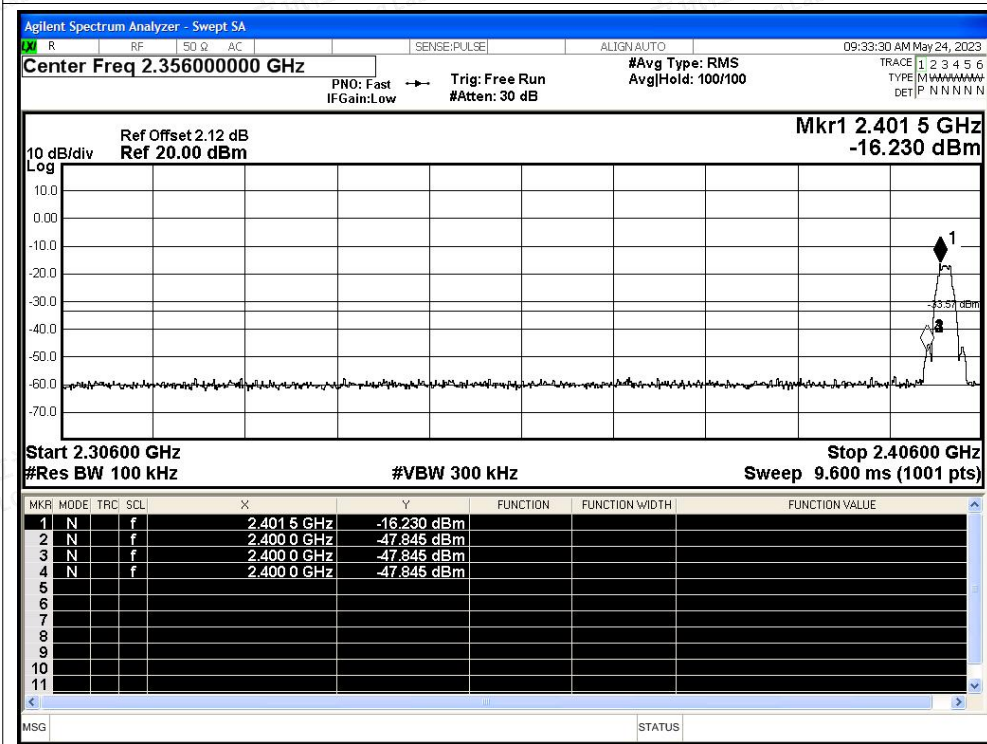 Agilent Spectrum Analyzer - Swept SA
LXI R RF 50 Ω AC SENSE:PULSE ALIGN AUTO 09:33:30 AM May 24, 2023
Center Freq 2.356000000 GHz #Avg Type: RMS TRACE 1 2 3 4 5 6
PNO: Fast Trig: Free Run Avg|Hold: 100/100 TYPE M WWWWW
IFGain:Low #Atten: 30 dB DET P N N N N N
Mkr1 2.401 5 GHz
Ref Offset 2.12 dB
10 dB/div Ref 20.00 dBm -16.230 dBm
Log
10.0
0.00
-10.0
1
-20.0
-30.0
-33.57 dBm
-40.0
-50.0
-60.0
-70.0
Start 2.30600 GHz Stop 2.40600 GHz
#Res BW 100 kHz #VBW 300 kHz Sweep 9.600 ms (1001 pts)
MKR MODE TRC SCL X Y FUNCTION FUNCTION WIDTH FUNCTION VALUE
1 N f 2.401 5 GHz -16.230 dBm
2 N f 2.400 0 GHz -47.845 dBm
3 N f 2.400 0 GHz -47.845 dBm
4 N f 2.400 0 GHz -47.845 dBm
5
6
7
8
9
10
11
MSG STATUS